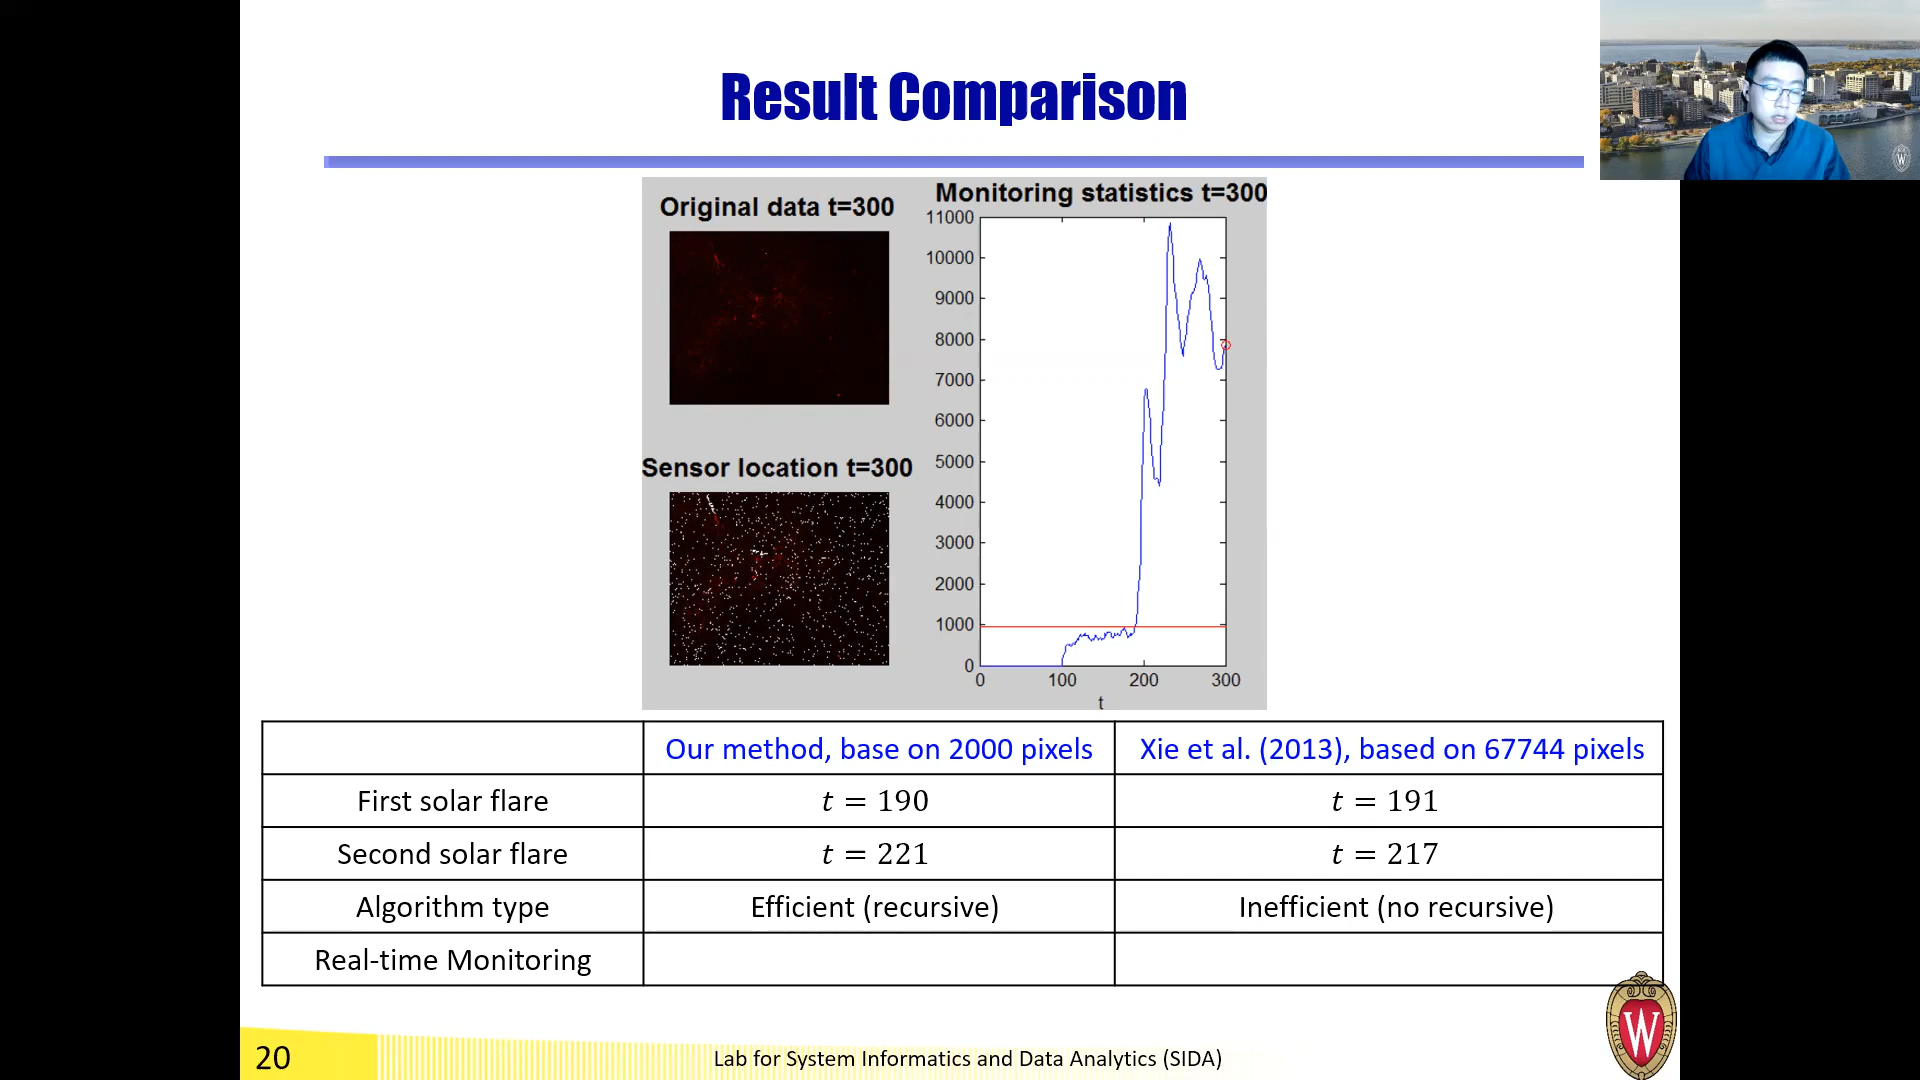 Result Comparison
Original data t=300
Monitoring statistics t=300
11000
10000
9000
8000
7000
6000
5000
4000
3000
2000
1000
0
0 100 200 300
t
Sensor location t=300
Our method, base on 2000 pixels Xie et al. (2013), based on 67744 pixels
First solar flare t = 190 t = 191
Second solar flare t = 221 t = 217
Algorithm type Efficient (recursive) Inefficient (no recursive)
Real-time Monitoring
W
W
20 Lab for System Informatics and Data Analytics (SIDA)